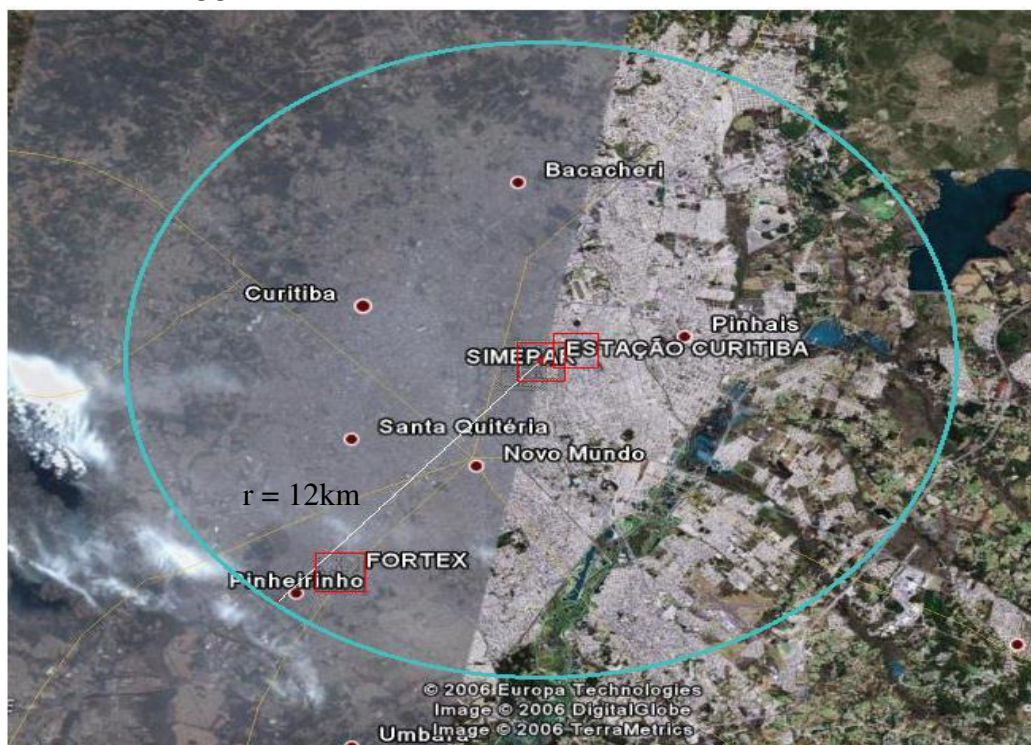 Bacacheri
Curitiba
Pinhais
SIMEPAR
ESTAÇÃO CURITIBA
Santa Quitéria
Novo Mundo
r = 12km
FORTEX
Pinheirinho
© 2006 Europa Technologies
Image © 2006 DigitalGlobe
Image © 2006 TerraMetrics
Umbara